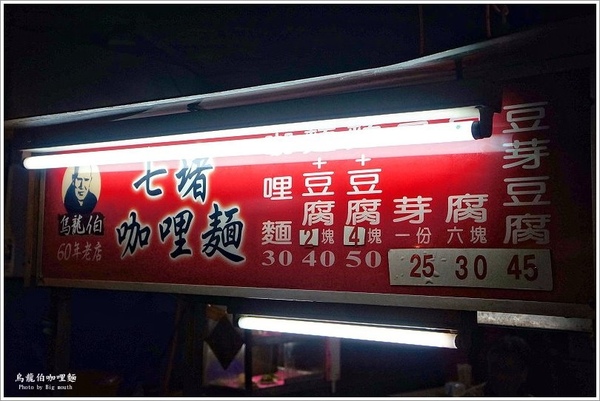 烏龍伯
60年老店
七堵
咖哩麵
哩麵
30
+豆腐
2塊
40
+豆腐
4塊
50
芽
一份
25
腐
六塊
30
豆芽豆腐
45
烏龍伯咖哩麵
Photo by Big mouth